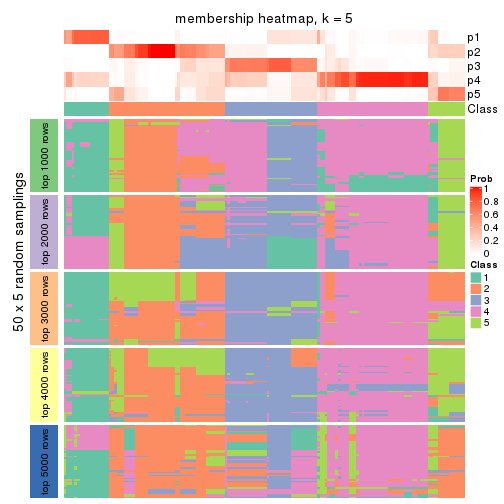 membership heatmap, k = 5
p1
p2
p3
p4
p5
Class
50 x 5 random samplings
top 1000 rows
top 2000 rows
top 3000 rows
top 4000 rows
top 5000 rows
Prob
1
0.8
0.6
0.4
0.2
0
Class
1
2
3
4
5